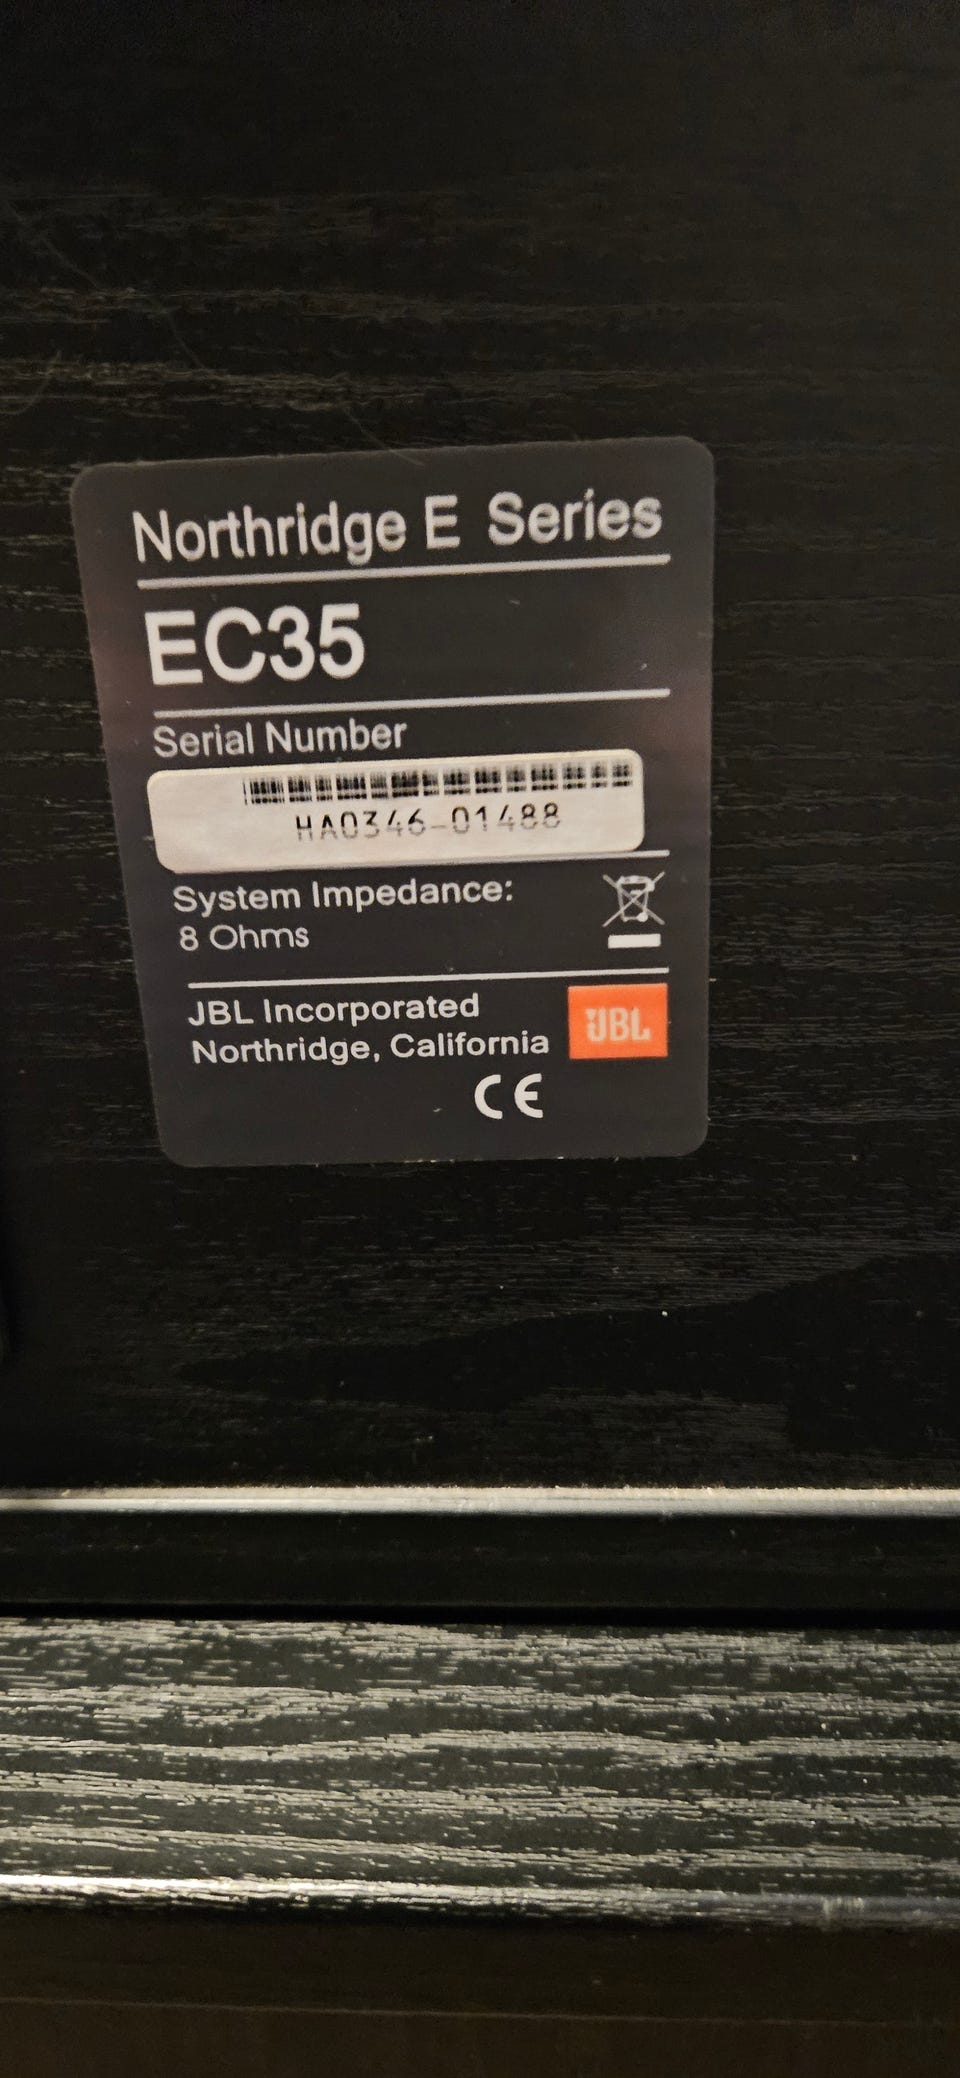 Northridge E Series
EC35
Serial Number
HA0346-01488
System Impedance:
8 Ohms
JBL Incorporated
Northridge, California
JBL
CE